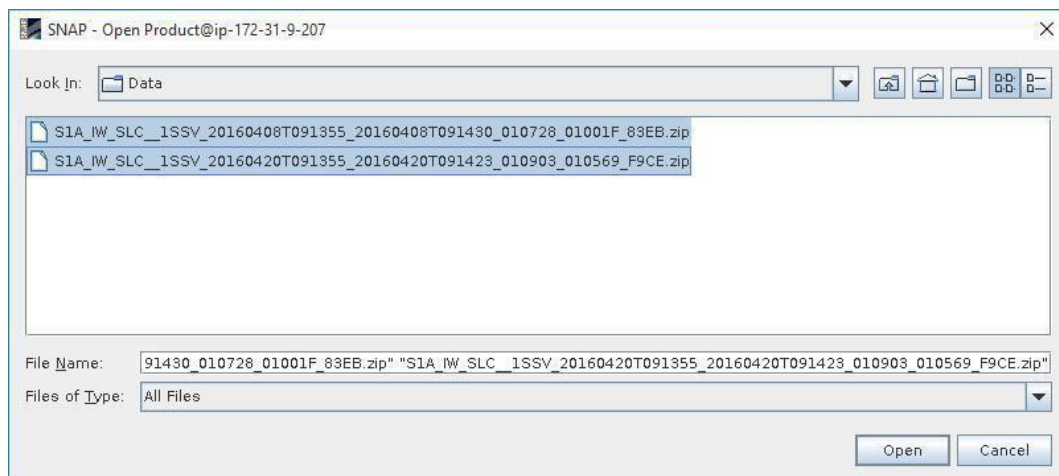 SNAP - Open Product@ip-172-31-9-207
Look In: Data
S1A_IW_SLC__1SSV_20160408T091355_20160408T091430_010728_01001F_83EB.zip
S1A_IW_SLC__1SSV_20160420T091355_20160420T091423_010903_010569_F9CE.zip
File Name: 91430_010728_01001F_83EB.zip" "S1A_IW_SLC__1SSV_20160420T091355_20160420T091423_010903_010569_F9CE.zip"
Files of Type: All Files
Open Cancel